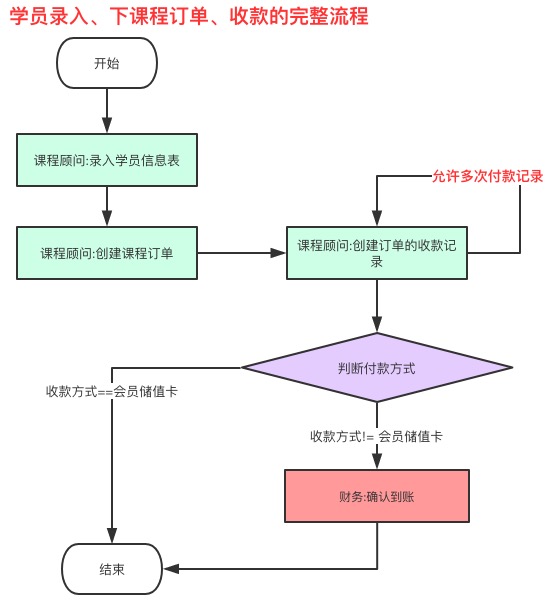 学员录入、下课程订单、收款的完整流程
开始
课程顾问:录入学员信息表
允许多次付款记录
课程顾问:创建课程订单
课程顾问:创建订单的收款记
录
判断付款方式
收款方式==会员储值卡
收款方式!= 会员储值卡
财务:确认到账
结束